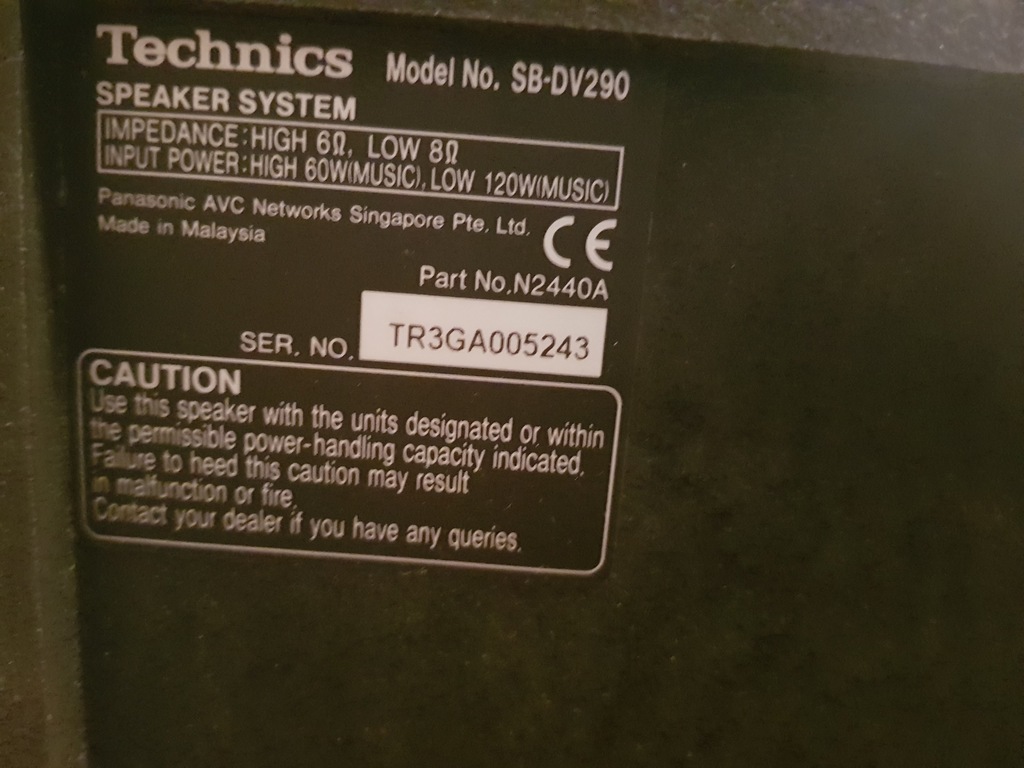 Technics Model No. SB-DV290
SPEAKER SYSTEM
IMPEDANCE:HIGH 6Ω, LOW 8Ω
INPUT POWER:HIGH 60W(MUSIC), LOW 120W(MUSIC)
Panasonic AVC Networks Singapore Pte. Ltd.
Made in Malaysia
CE
Part No.N2440A
SER. NO. TR3GA005243
CAUTION
Use this speaker with the units designated or within
the permissible power-handling capacity indicated.
Failure to heed this caution may result
in malfunction or fire.
Contact your dealer if you have any queries.